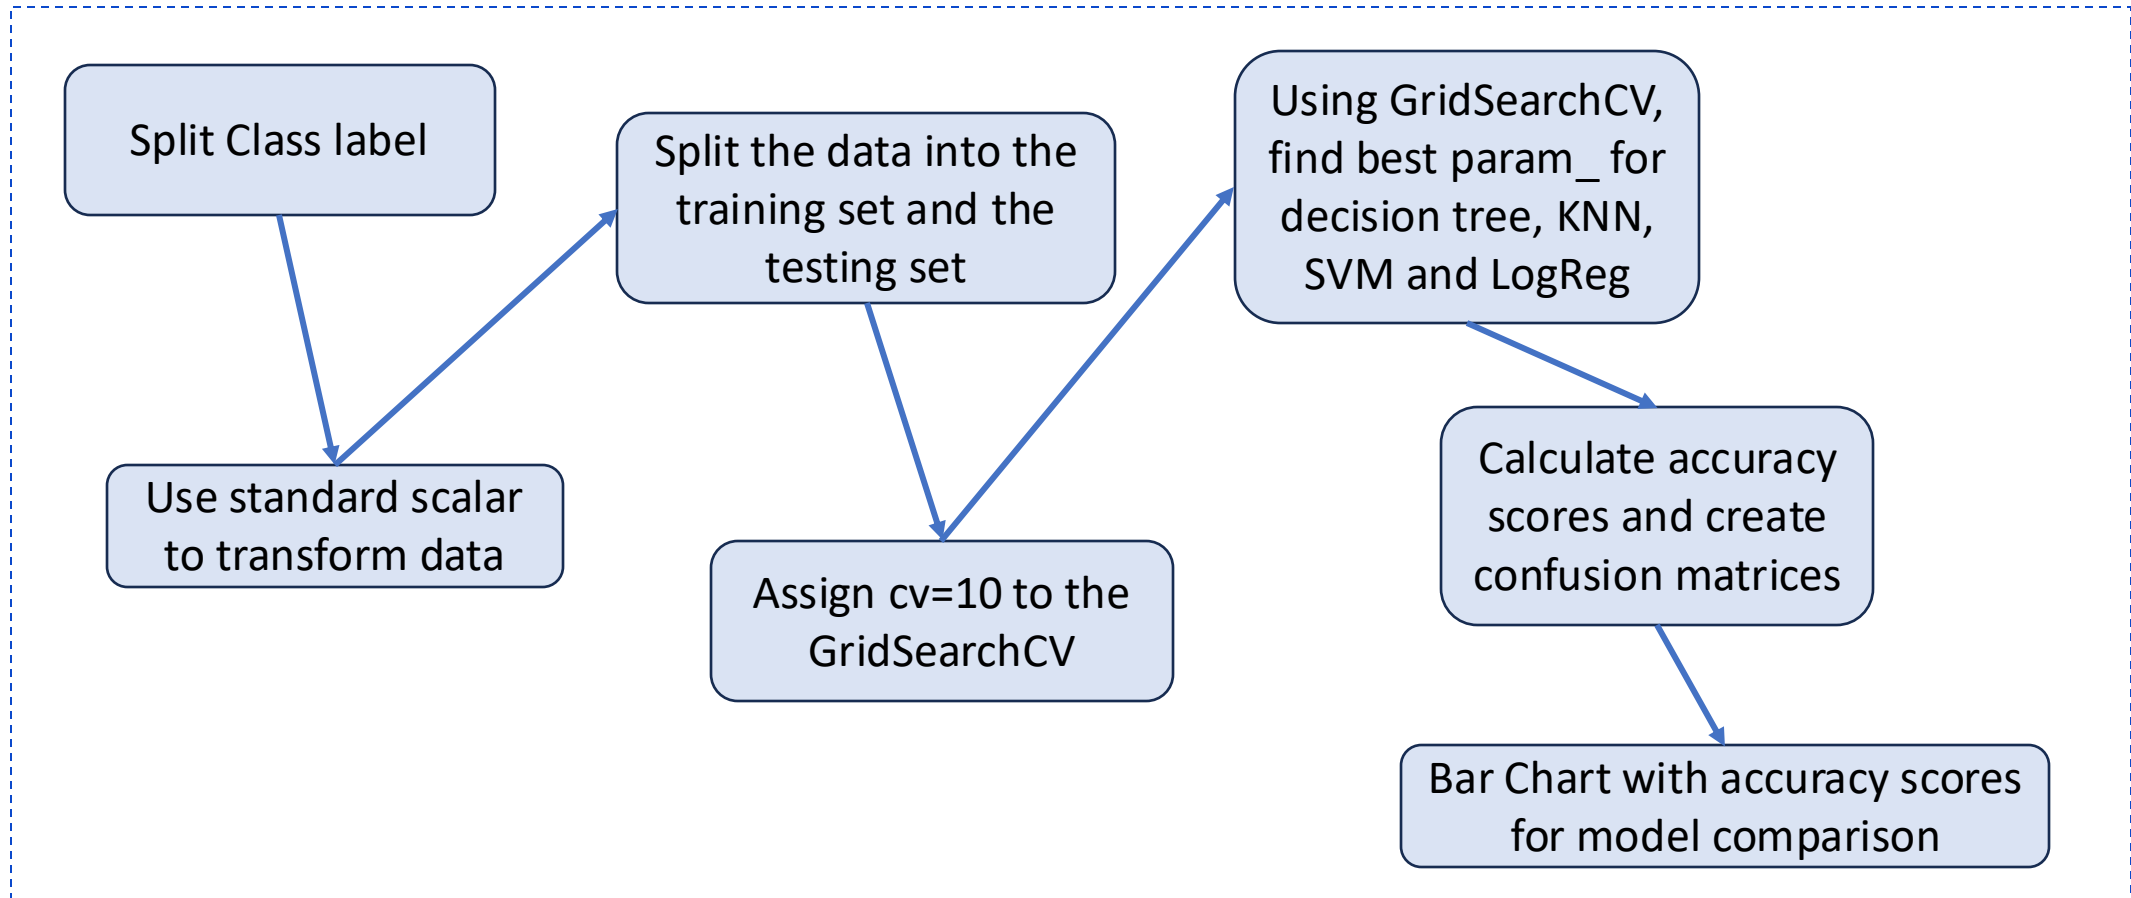 Split Class label
Use standard scalar
to transform data
Split the data into the
training set and the
testing set
Assign cv=10 to the
GridSearchCV
Using GridSearchCV,
find best param_ for
decision tree, KNN,
SVM and LogReg
Calculate accuracy
scores and create
confusion matrices
Bar Chart with accuracy scores
for model comparison